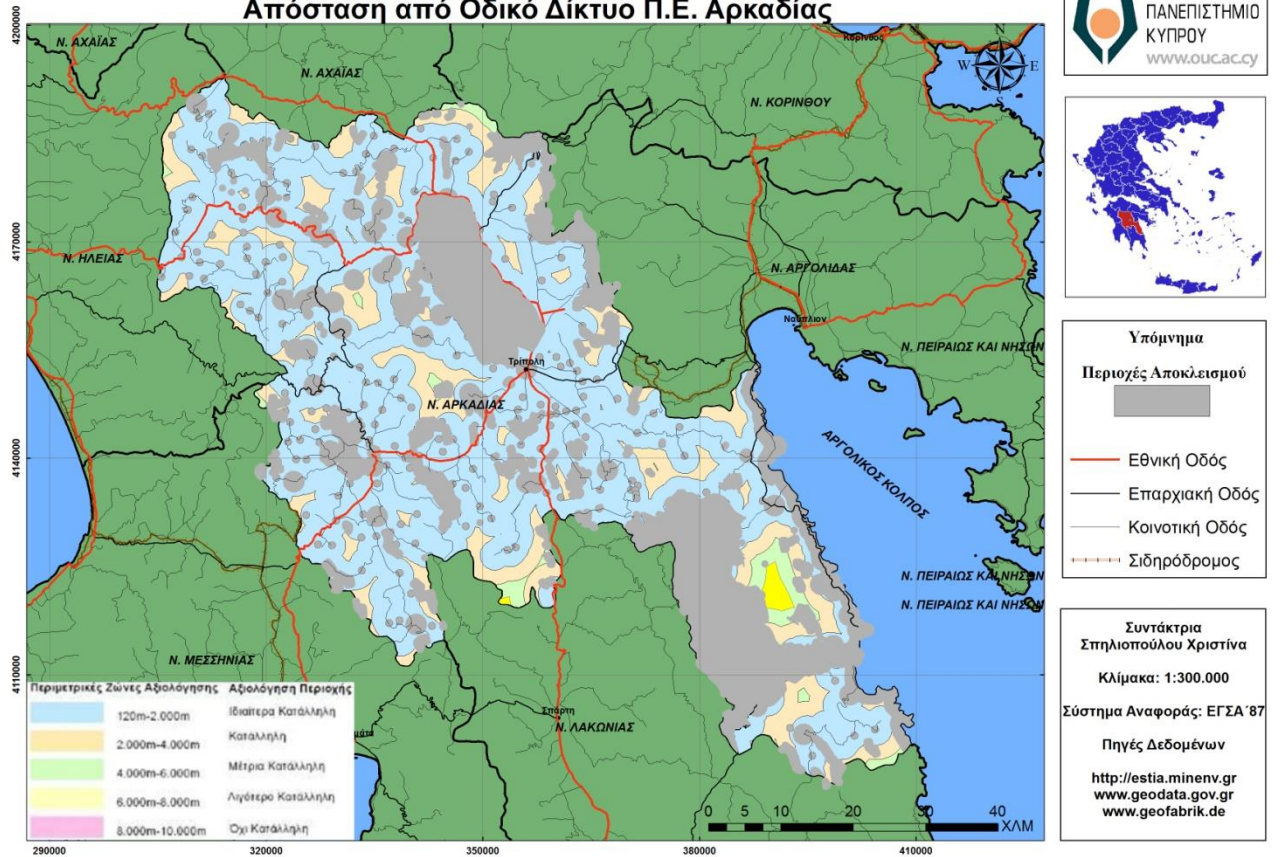 Απόσταση από Οδικό Δίκτυο Π.Ε. Αρκαδίας
4200000
4170000
4140000
4110000
Ν. ΑΧΑΪΑΣ
Ν. ΑΧΑΪΑΣ
Κόρινθος
N
W
E
S
Ν. ΚΟΡΙΝΘΟΥ
Ν. ΗΛΕΙΑΣ
Ν. ΑΡΓΟΛΙΔΑΣ
Ναύπλιον
Ν. ΠΕΙΡΑΙΩΣ ΚΑΙ ΝΗΣΩΝ
Τρίπολη
Ν. ΑΡΚΑΔΙΑΣ
ΑΡΓΟΛΙΚΟΣ ΚΟΛΠΟΣ
Ν. ΠΕΙΡΑΙΩΣ ΚΑΙ ΝΗΣΩΝ
Ν. ΠΕΙΡΑΙΩΣ ΚΑΙ ΝΗΣΩΝ
Ν. ΜΕΣΣΗΝΙΑΣ
Σπάρτη
Ν. ΛΑΚΩΝΙΑΣ
Περιμετρικές Ζώνες Αξιολόγησης Αξιολόγηση Περιοχής
120m-2.000m Ιδιαίτερα Κατάλληλη
2.000m-4.000m Κατάλληλη
4.000m-6.000m Μέτρια Κατάλληλη
6.000m-8.000m Λιγότερο Κατάλληλη
8.000m-10.000m Όχι Κατάλληλη
0 5 10 20 30 40
ΧΛΜ
290000 320000 350000 380000 410000
ΠΑΝΕΠΙΣΤΗΜΙΟ
ΚΥΠΡΟΥ
www.ouc.ac.cy
Υπόμνημα
Περιοχές Αποκλεισμού
Εθνική Οδός
Επαρχιακή Οδός
Κοινοτική Οδός
Σιδηρόδρομος
Συντάκτρια
Σπηλιοπούλου Χριστίνα
Κλίμακα: 1:300.000
Σύστημα Αναφοράς: ΕΓΣΑ΄87
Πηγές Δεδομένων
http://estia.minenv.gr
www.geodata.gov.gr
www.geofabrik.de